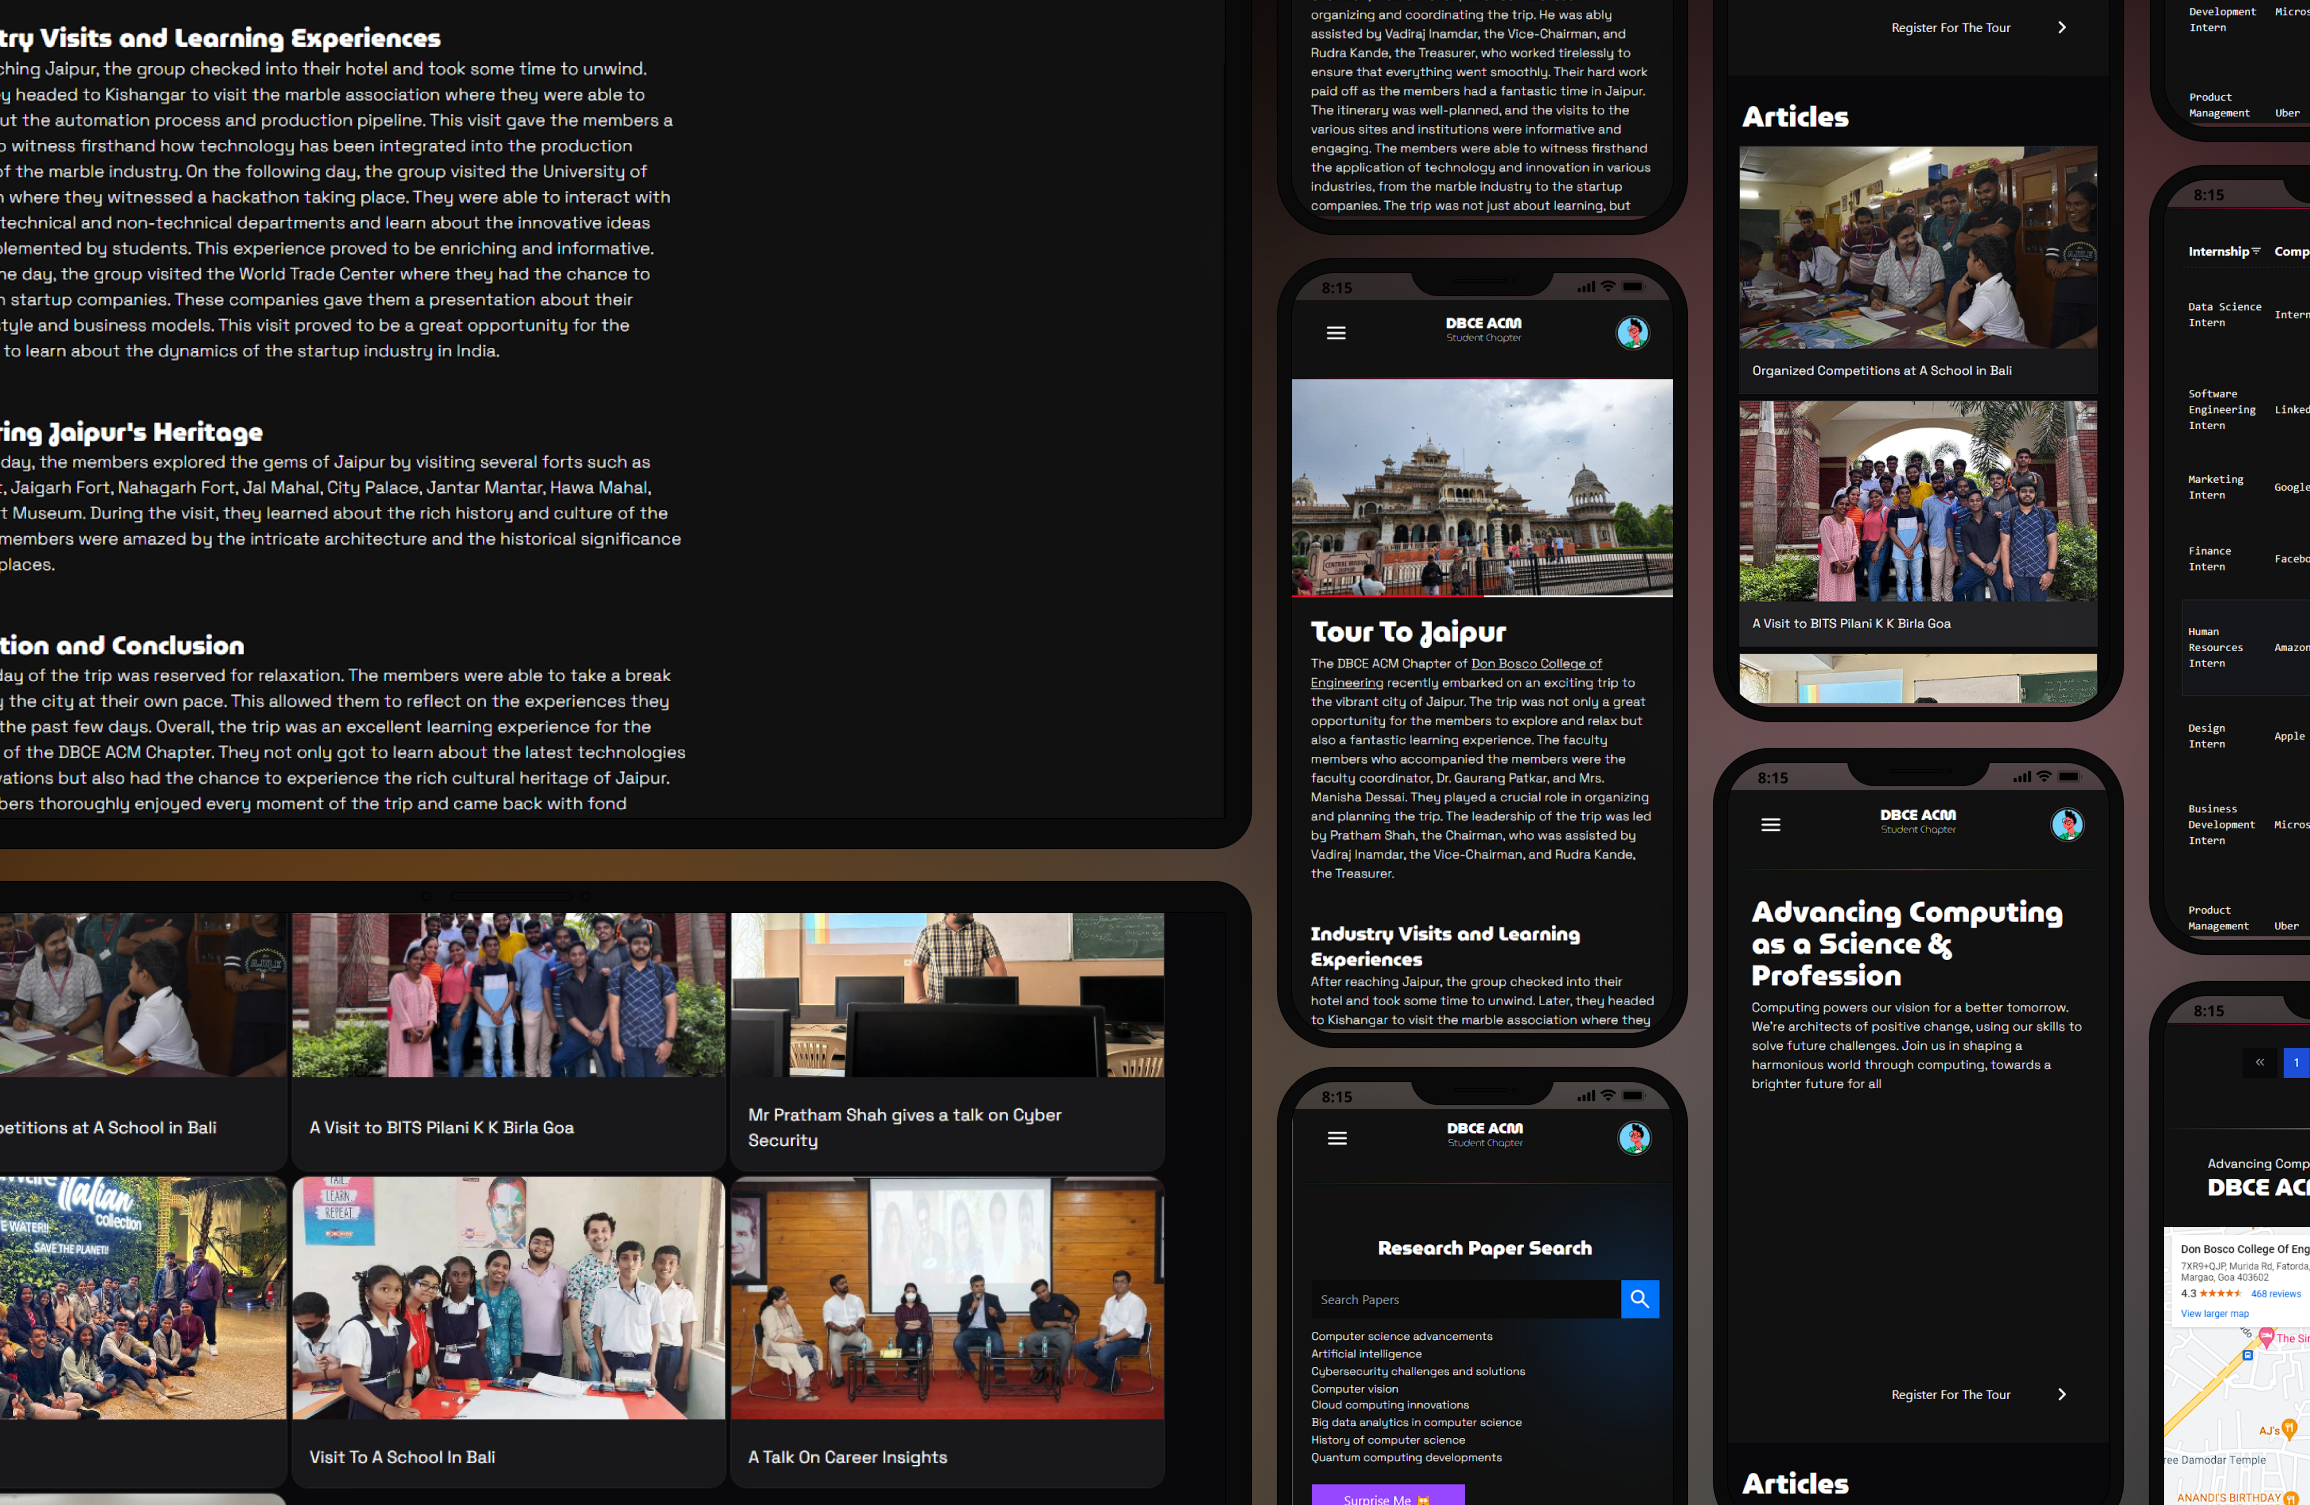 try Visits and Learning Experiences
ching Jaipur, the group checked into their hotel and took some time to unwind.
y headed to Kishangar to visit the marble association where they were able to
ut the automation process and production pipeline. This visit gave the members a
o witness firsthand how technology has been integrated into the production
of the marble industry. On the following day, the group visited the University of
n where they witnessed a hackathon taking place. They were able to interact with
technical and non-technical departments and learn about the innovative ideas
plemented by students. This experience proved to be enriching and informative.
ne day, the group visited the World Trade Center where they had the chance to
n startup companies. These companies gave them a presentation about their
style and business models. This visit proved to be a great opportunity for the
to learn about the dynamics of the startup industry in India.
ring Jaipur's Heritage
day, the members explored the gems of Jaipur by visiting several forts such as
t, Jaigarh Fort, Nahagarh Fort, Jal Mahal, City Palace, Jantar Mantar, Hawa Mahal,
t Museum. During the visit, they learned about the rich history and culture of the
members were amazed by the intricate architecture and the historical significance
places.
tion and Conclusion
day of the trip was reserved for relaxation. The members were able to take a break
y the city at their own pace. This allowed them to reflect on the experiences they
the past few days. Overall, the trip was an excellent learning experience for the
of the DBCE ACM Chapter. They not only got to learn about the latest technologies
vations but also had the chance to experience the rich cultural heritage of Jaipur.
bers thoroughly enjoyed every moment of the trip and came back with fond
petitions at A School in Bali
A Visit to BITS Pilani K K Birla Goa
Mr Pratham Shah gives a talk on Cyber
Security
italian
collection
E WATER!!
SAVE THE PLANET!!
FAIL.
LEARN.
REPEAT.
Visit To A School In Bali
A Talk On Career Insights
organizing and coordinating the trip. He was ably
assisted by Vadiraj Inamdar, the Vice-Chairman, and
Rudra Kande, the Treasurer, who worked tirelessly to
ensure that everything went smoothly. Their hard work
paid off as the members had a fantastic time in Jaipur.
The itinerary was well-planned, and the visits to the
various sites and institutions were informative and
engaging. The members were able to witness firsthand
the application of technology and innovation in various
industries, from the marble industry to the startup
companies. The trip was not just about learning, but
8:15
DBCE ACM
Student Chapter
CENTRAL MUSEUM
Tour To Jaipur
The DBCE ACM Chapter of Don Bosco College of
Engineering recently embarked on an exciting trip to
the vibrant city of Jaipur. The trip was not only a great
opportunity for the members to explore and relax but
also a fantastic learning experience. The faculty
members who accompanied the members were the
faculty coordinator, Dr. Gaurang Patkar, and Mrs.
Manisha Dessai. They played a crucial role in organizing
and planning the trip. The leadership of the trip was led
by Pratham Shah, the Chairman, who was assisted by
Vadiraj Inamdar, the Vice-Chairman, and Rudra Kande,
the Treasurer.
Industry Visits and Learning
Experiences
After reaching Jaipur, the group checked into their
hotel and took some time to unwind. Later, they headed
to Kishangar to visit the marble association where they
8:15
DBCE ACM
Student Chapter
Research Paper Search
Search Papers
Computer science advancements
Artificial intelligence
Cybersecurity challenges and solutions
Computer vision
Cloud computing innovations
Big data analytics in computer science
History of computer science
Quantum computing developments
Surprise Me
Register For The Tour
Articles
Organized Competitions at A School in Bali
A Visit to BITS Pilani K K Birla Goa
8:15
DBCE ACM
Student Chapter
Advancing Computing
as a Science &
Profession
Computing powers our vision for a better tomorrow.
We're architects of positive change, using our skills to
solve future challenges. Join us in shaping a
harmonious world through computing, towards a
brighter future for all
Register For The Tour
Articles
Development Micros
Intern
Product
Management Uber
8:15
Internship Comp
Data Science
Intern Intern
Software
Engineering Linked
Intern
Marketing
Intern Google
Finance
Intern Facebo
Human
Resources Amazon
Intern
Design
Intern Apple
Business
Development Micros
Intern
Product
Management Uber
8:15
« 1
Advancing Comp
DBCE AC
Don Bosco College Of Eng
7XR9+QJP, Murida Rd, Fatorda,
Margao, Goa 403602
4.3 468 reviews
View larger map
The Sir
AJ's
ree Damodar Temple
ANANDI'S BIRTHDAY